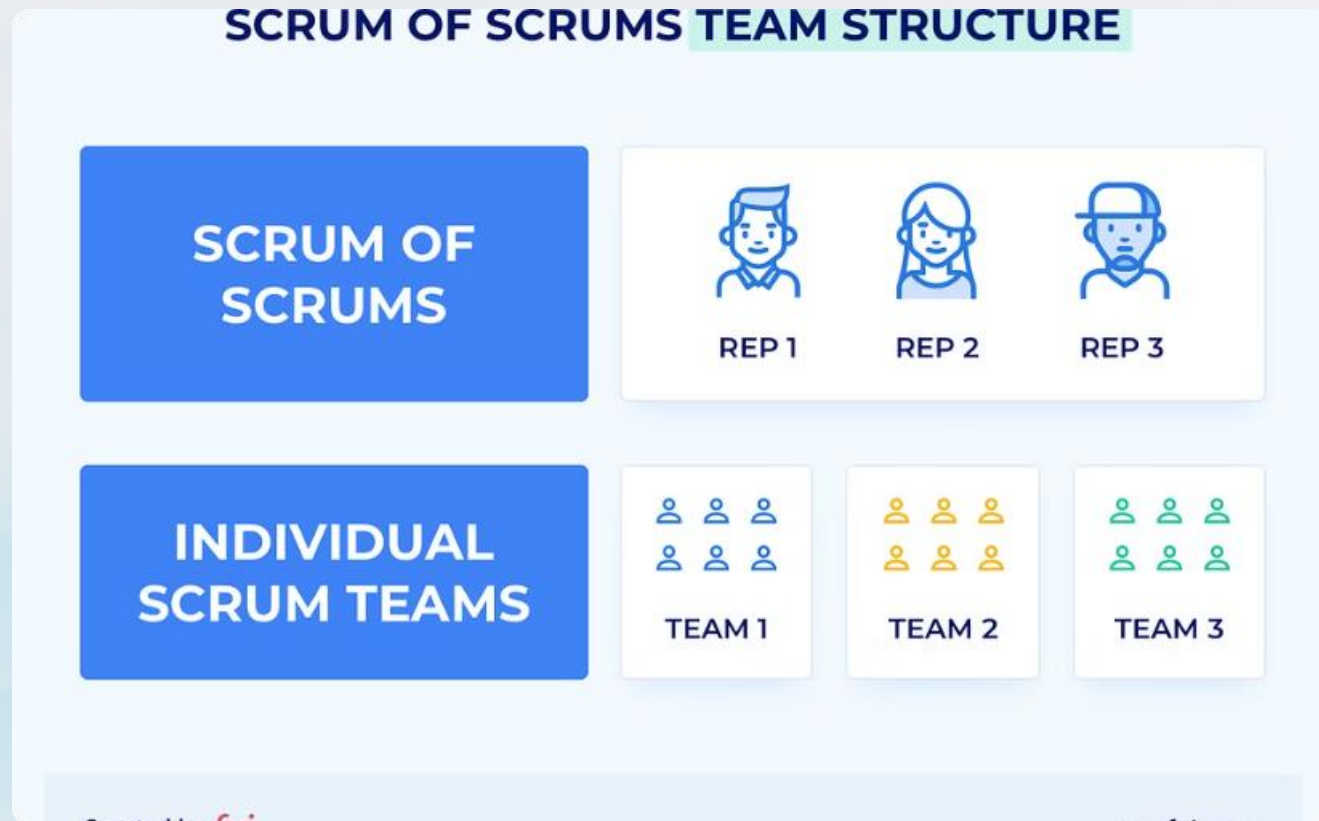 SCRUM OF SCRUMS TEAM STRUCTURE
SCRUM OF
SCRUMS
REP 1
REP 2
REP 3
INDIVIDUAL
SCRUM TEAMS
TEAM 1
TEAM 2
TEAM 3